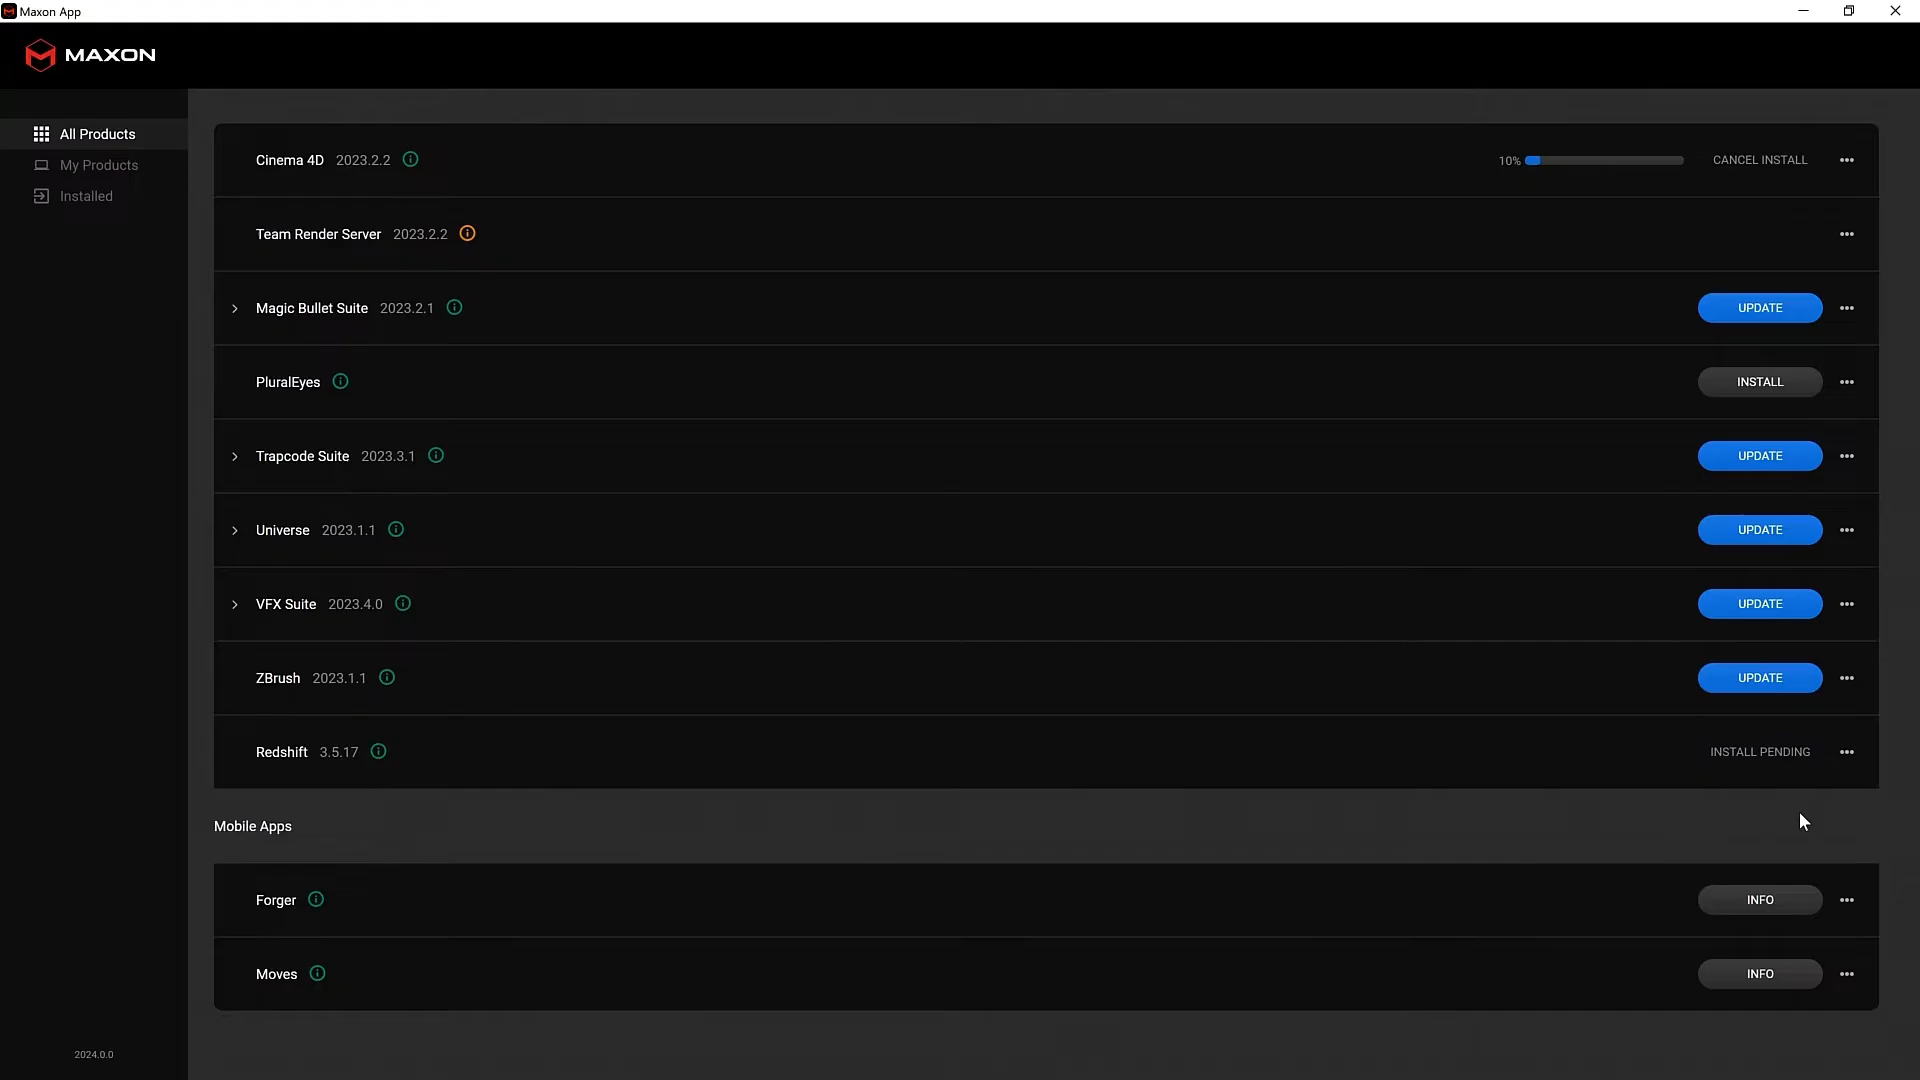 Maxon App
MAXON
All Products
My Products
Installed
Cinema 4D 2023.2.2 10% CANCEL INSTALL
Team Render Server 2023.2.2
Magic Bullet Suite 2023.2.1 UPDATE
PluralEyes INSTALL
Trapcode Suite 2023.3.1 UPDATE
Universe 2023.1.1 UPDATE
VFX Suite 2023.4.0 UPDATE
ZBrush 2023.1.1 UPDATE
Redshift 3.5.17 INSTALL PENDING
Mobile Apps
Forger INFO
Moves INFO
2024.0.0